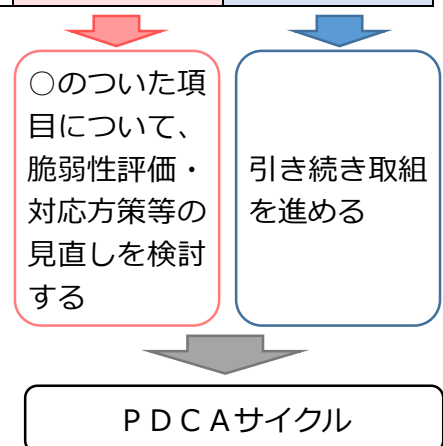 ○のついた項
目について、
脆弱性評価・
対応方策等の
見直しを検討
する
引き続き取組
を進める
ＰＤＣＡサイクル